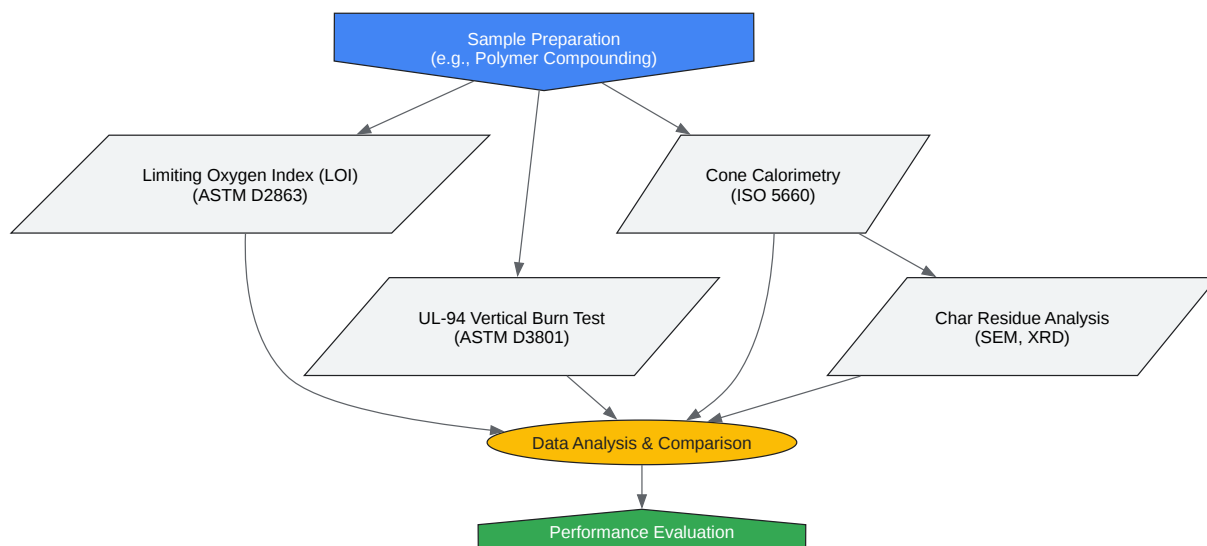 Sample Preparation
(e.g., Polymer Compounding)
Limiting Oxygen Index (LOI)
(ASTM D2863)
Cone Calorimetry
(ISO 5660)
UL-94 Vertical Burn Test
(ASTM D3801)
Char Residue Analysis
(SEM, XRD)
Data Analysis & Comparison
Performance Evaluation